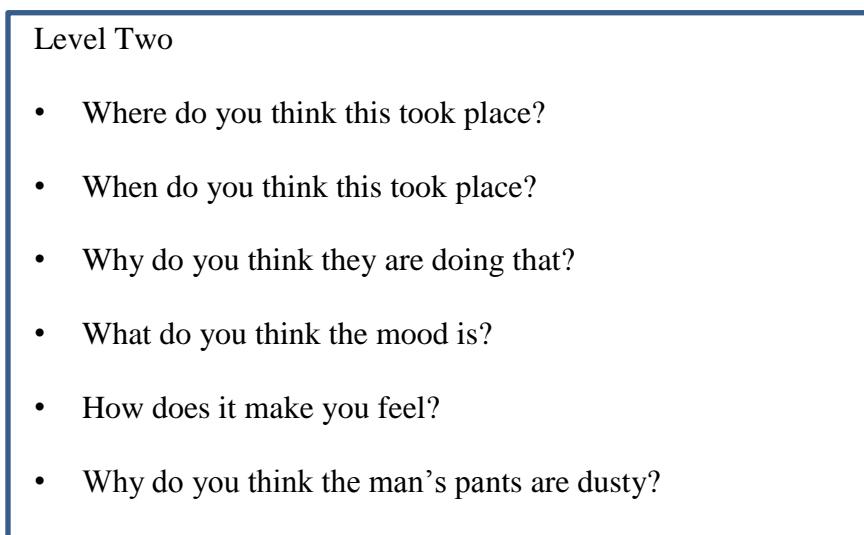 Level Two
• Where do you think this took place?
• When do you think this took place?
• Why do you think they are doing that?
• What do you think the mood is?
• How does it make you feel?
• Why do you think the man’s pants are dusty?